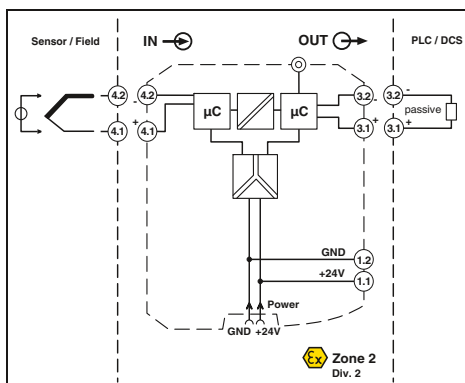 Sensor / Field
IN
OUT
PLC / DCS
4.2
4.2
-
µC
µC
3.2
-
3.2
-
passive
4.1
+
4.1
3.1
+
3.1
+
GND
1.2
+24V
1.1
Power
GND +24V
Ex Zone 2
Div. 2